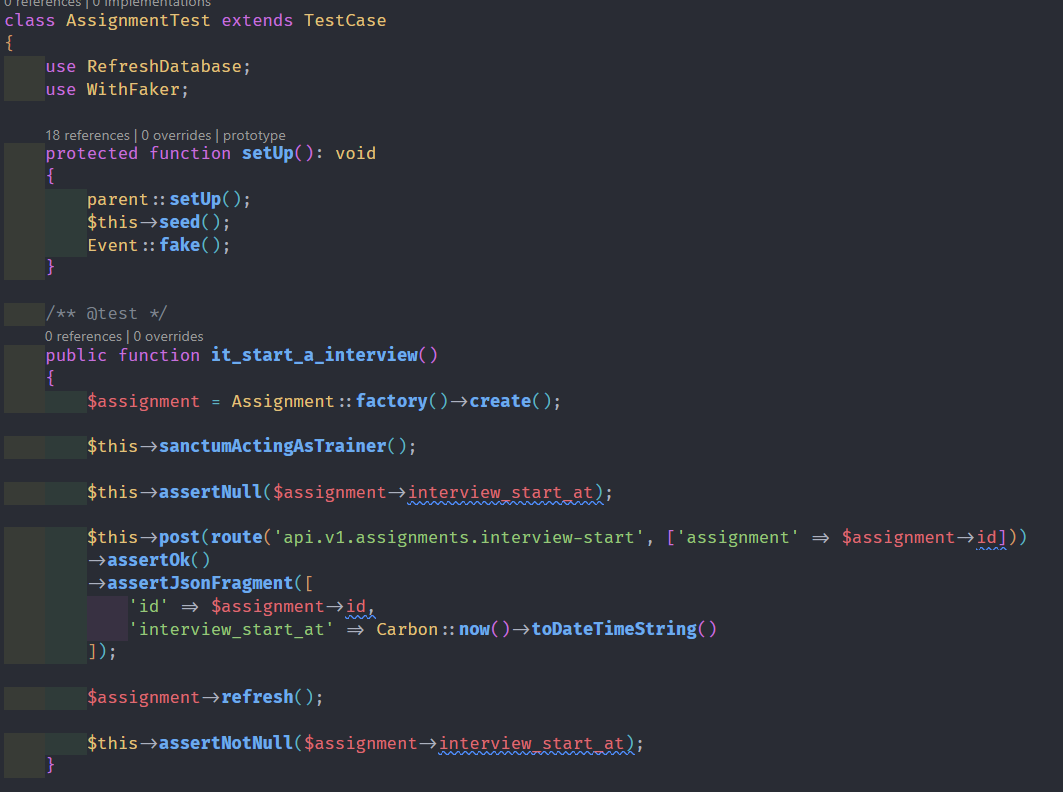 0 references | 0 implementations
class AssignmentTest extends TestCase
{
    use RefreshDatabase;
    use WithFaker;

    18 references | 0 overrides | prototype
    protected function setUp(): void
    {
        parent::setUp();
        $this->seed();
        Event::fake();
    }

    /** @test */
    0 references | 0 overrides
    public function it_start_a_interview()
    {
        $assignment = Assignment::factory()->create();

        $this->sanctumActingAsTrainer();

        $this->assertNull($assignment->interview_start_at);

        $this->post(route('api.v1.assignments.interview-start', ['assignment' => $assignment->id]))
        ->assertOk()
        ->assertJsonFragment([
            'id' => $assignment->id,
            'interview_start_at' => Carbon::now()->toDateTimeString()
        ]);

        $assignment->refresh();

        $this->assertNotNull($assignment->interview_start_at);
    }